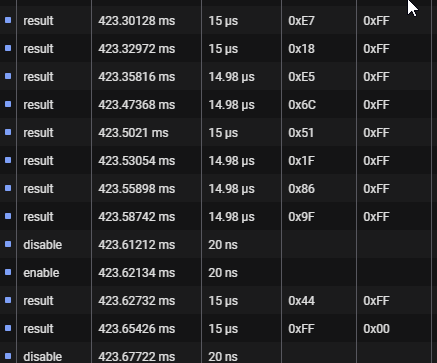 result 423.30128 ms 15 µs 0xE7 0xFF
result 423.32972 ms 15 µs 0x18 0xFF
result 423.35816 ms 14.98 µs 0xE5 0xFF
result 423.47368 ms 14.98 µs 0x6C 0xFF
result 423.5021 ms 15 µs 0x51 0xFF
result 423.53054 ms 14.98 µs 0x1F 0xFF
result 423.55898 ms 14.98 µs 0x86 0xFF
result 423.58742 ms 14.98 µs 0x9F 0xFF
disable 423.61212 ms 20 ns
enable 423.62134 ms 20 ns
result 423.62732 ms 15 µs 0x44 0xFF
result 423.65426 ms 15 µs 0xFF 0x00
disable 423.67722 ms 20 ns